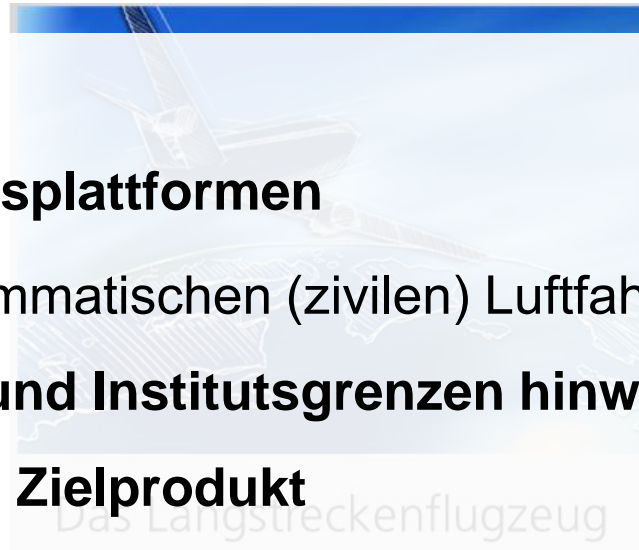 splattformen
mmatischen (zivilen) Luftfah
und Institutsgrenzen hinw
Zielprodukt
Das Langstreckenflugzeug